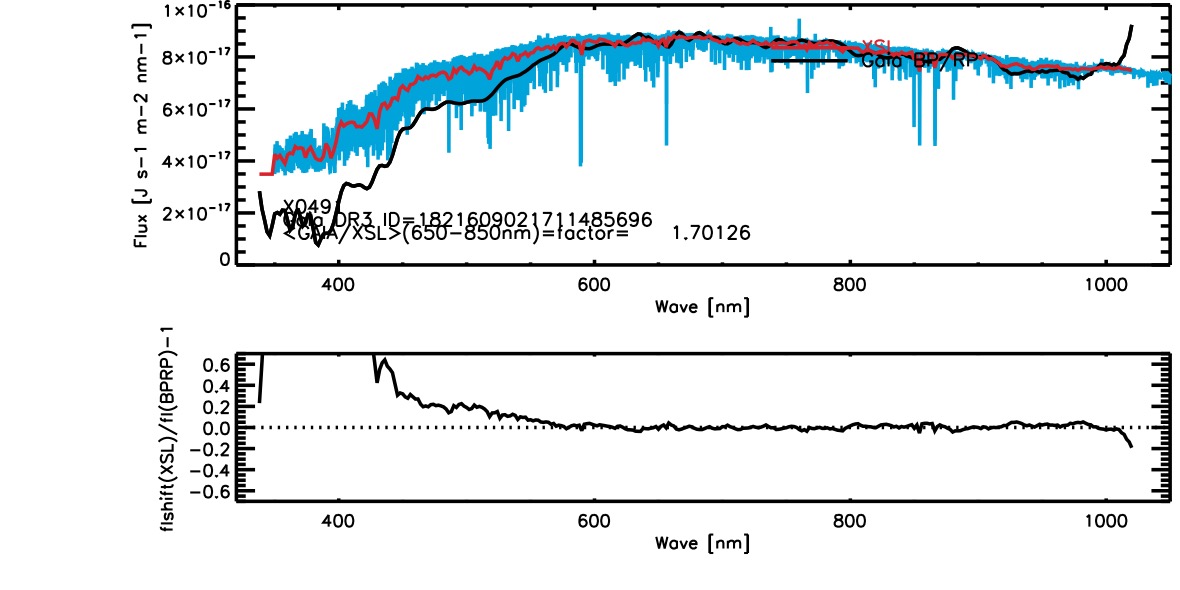 1×10−16
8×10−17
6×10−17
4×10−17
2×10−17
0
Flux [J s−1 m−2 nm−1]
XSL
Gaia BP/RP
X049
Gaia DR3 ID=1821609021711485696
<GAIA/XSL>(650−850nm)=factor= 1.70126
400 600 800 1000
Wave [nm]
flshift(XSL)/fl(BPRP)−1
0.6
0.4
0.2
0.0
−0.2
−0.4
−0.6
400 600 800 1000
Wave [nm]